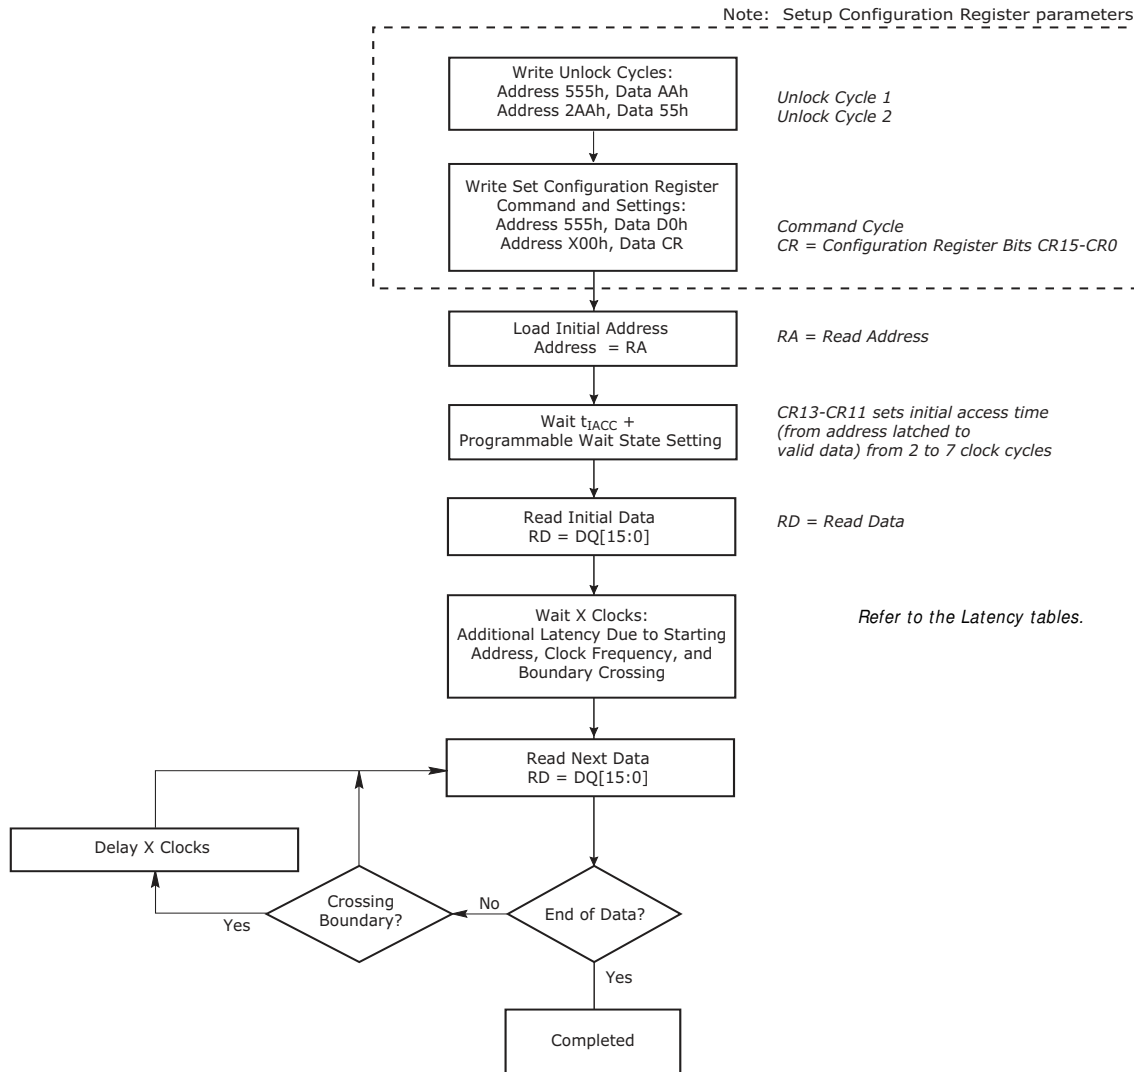 Note: Setup Configuration Register parameters
Write Unlock Cycles:
Address 555h, Data AAh
Address 2AAh, Data 55h
Unlock Cycle 1
Unlock Cycle 2
Write Set Configuration Register
Command and Settings:
Address 555h, Data D0h
Address X00h, Data CR
Command Cycle
CR = Configuration Register Bits CR15-CR0
Load Initial Address
Address = RA
RA = Read Address
Wait tIACC +
Programmable Wait State Setting
CR13-CR11 sets initial access time
(from address latched to
valid data) from 2 to 7 clock cycles
Read Initial Data
RD = DQ[15:0]
RD = Read Data
Wait X Clocks:
Additional Latency Due to Starting
Address, Clock Frequency, and
Boundary Crossing
Refer to the Latency tables.
Read Next Data
RD = DQ[15:0]
Delay X Clocks
Crossing
Boundary?
Yes
No
End of Data?
Yes
Completed